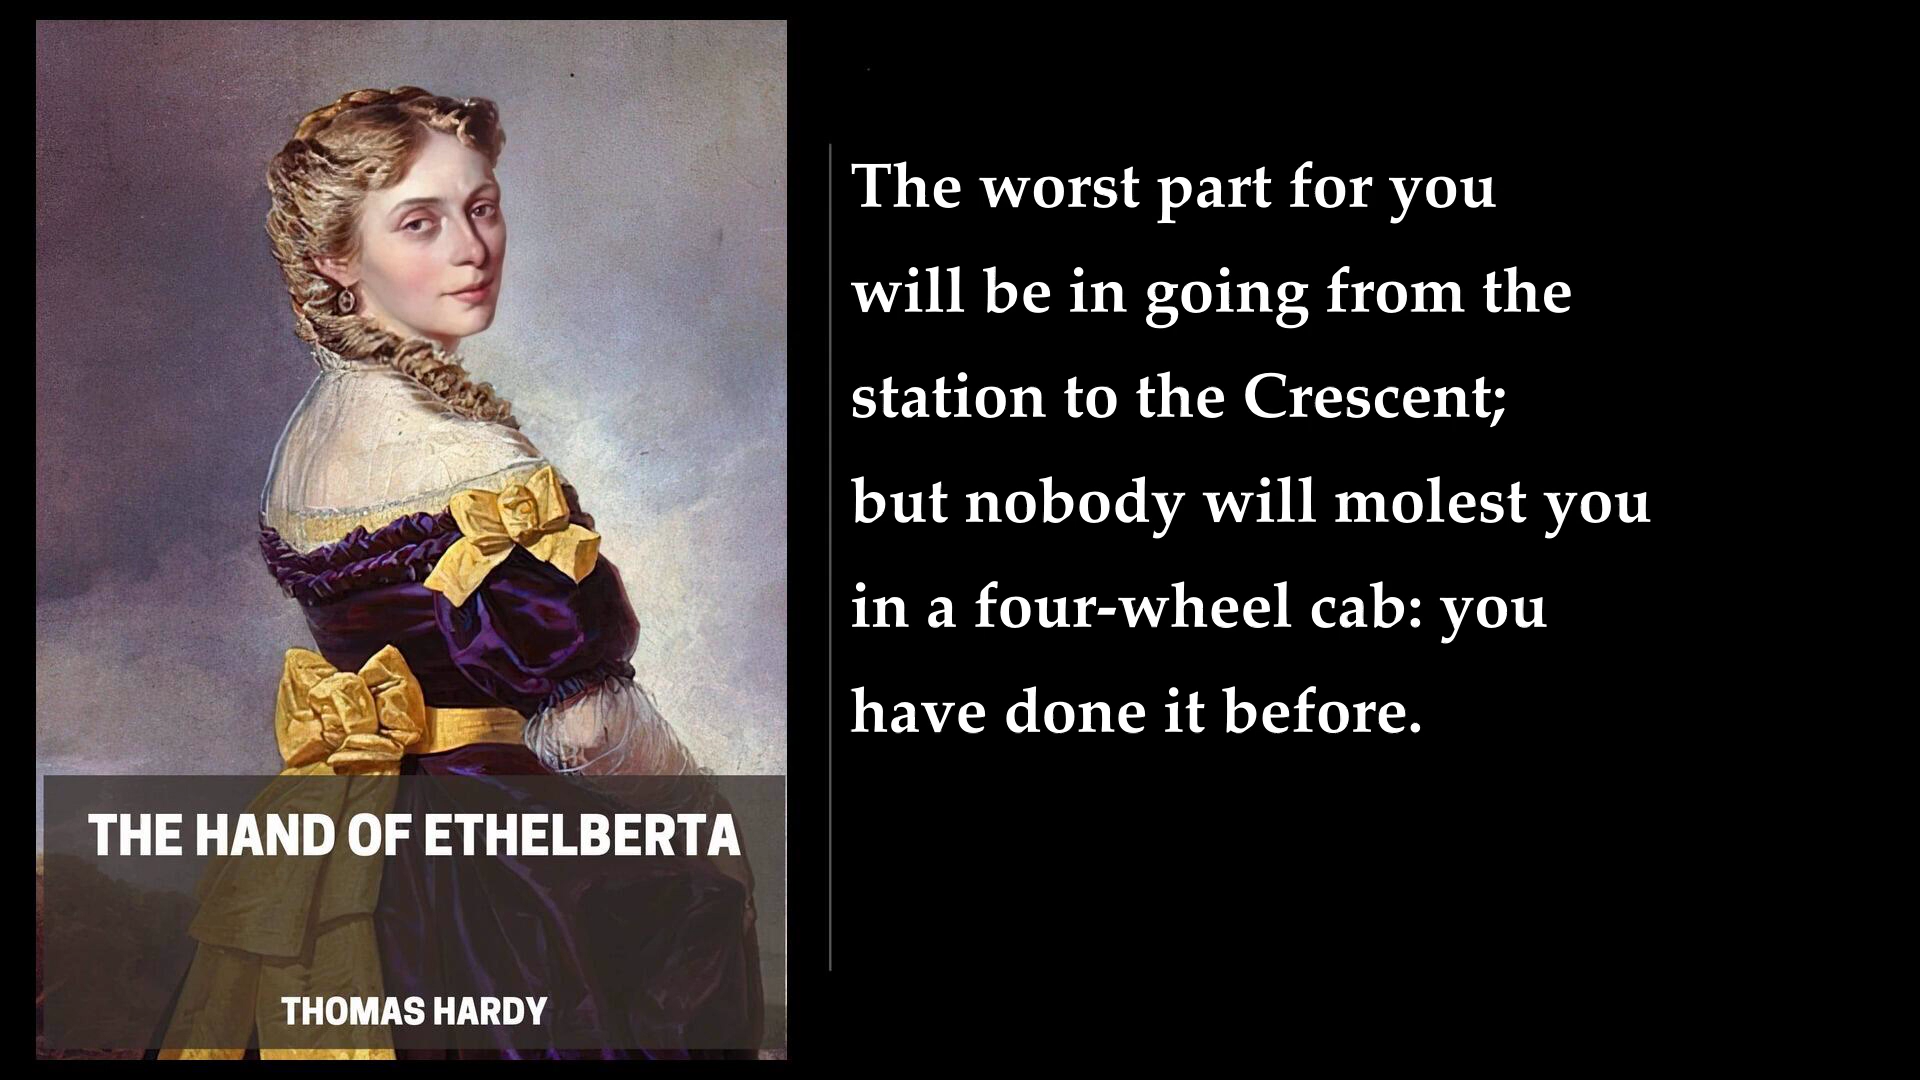 THE HAND OF ETHELBERTA
THOMAS HARDY
The worst part for you
will be in going from the
station to the Crescent;
but nobody will molest you
in a four-wheel cab: you
have done it before.